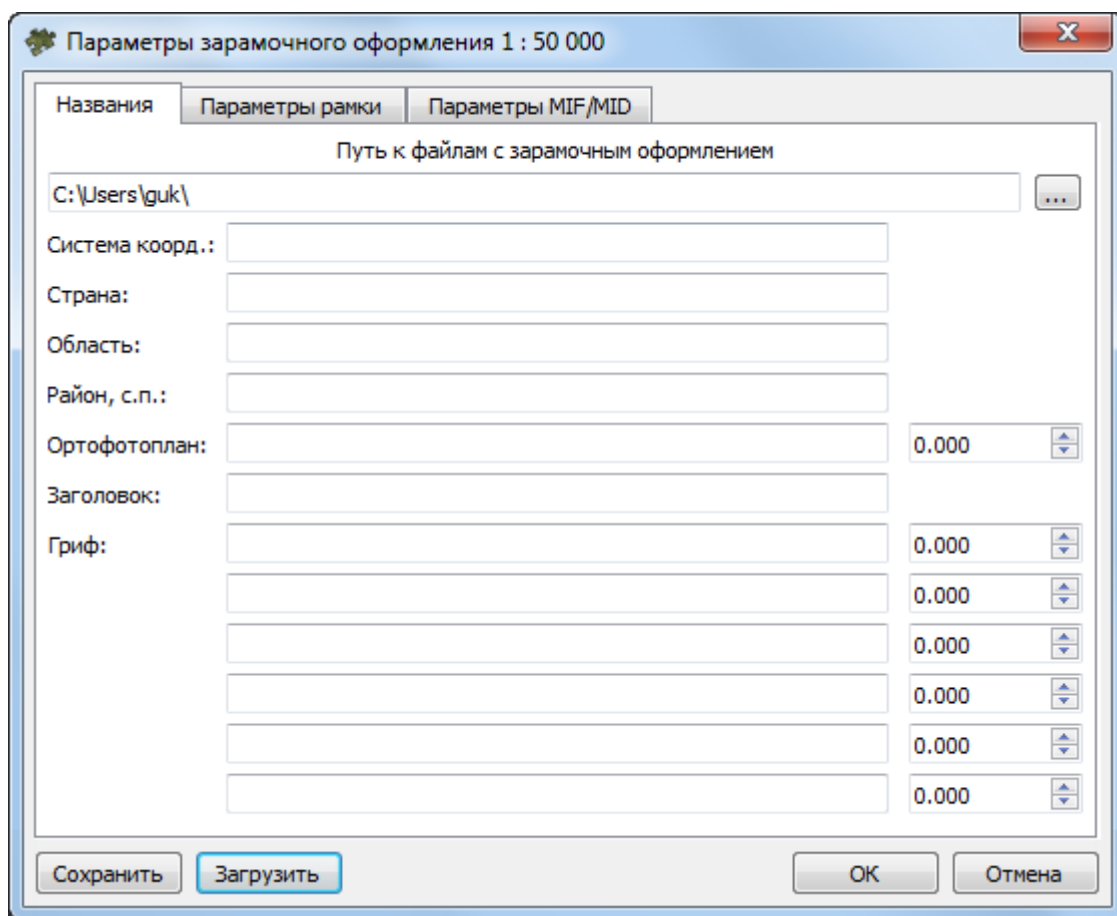 Параметры зарамочного оформления 1 : 50 000
Названия Параметры рамки Параметры MIF/MID
Путь к файлам с зарамочным оформлением
C:\Users\guk\ ...
Система коорд.:
Страна:
Область:
Район, с.п.:
Ортофотоплан: 0.000
Заголовок:
Гриф: 0.000
0.000
0.000
0.000
0.000
0.000
Сохранить Загрузить OK Отмена